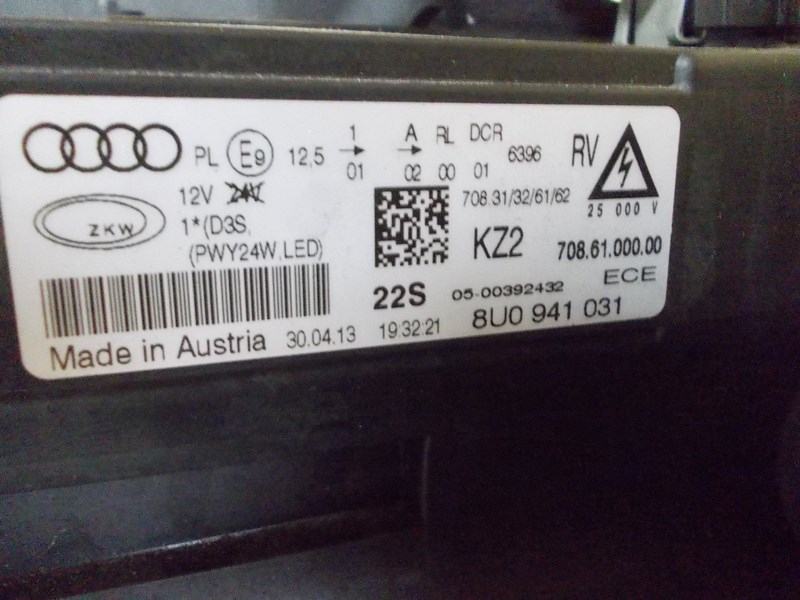 PL E9 12,5 → 1 → A RL DCR 6396 RV
01 02 00 01
12V 24V 708.31/32/61/62 25 000 V
ZKW 1*(D3S, KZ2 708.61.000.00
(PWY24W,LED) ECE
22S 05-00392432
Made in Austria 30.04.13 19:32:21 8U0 941 031